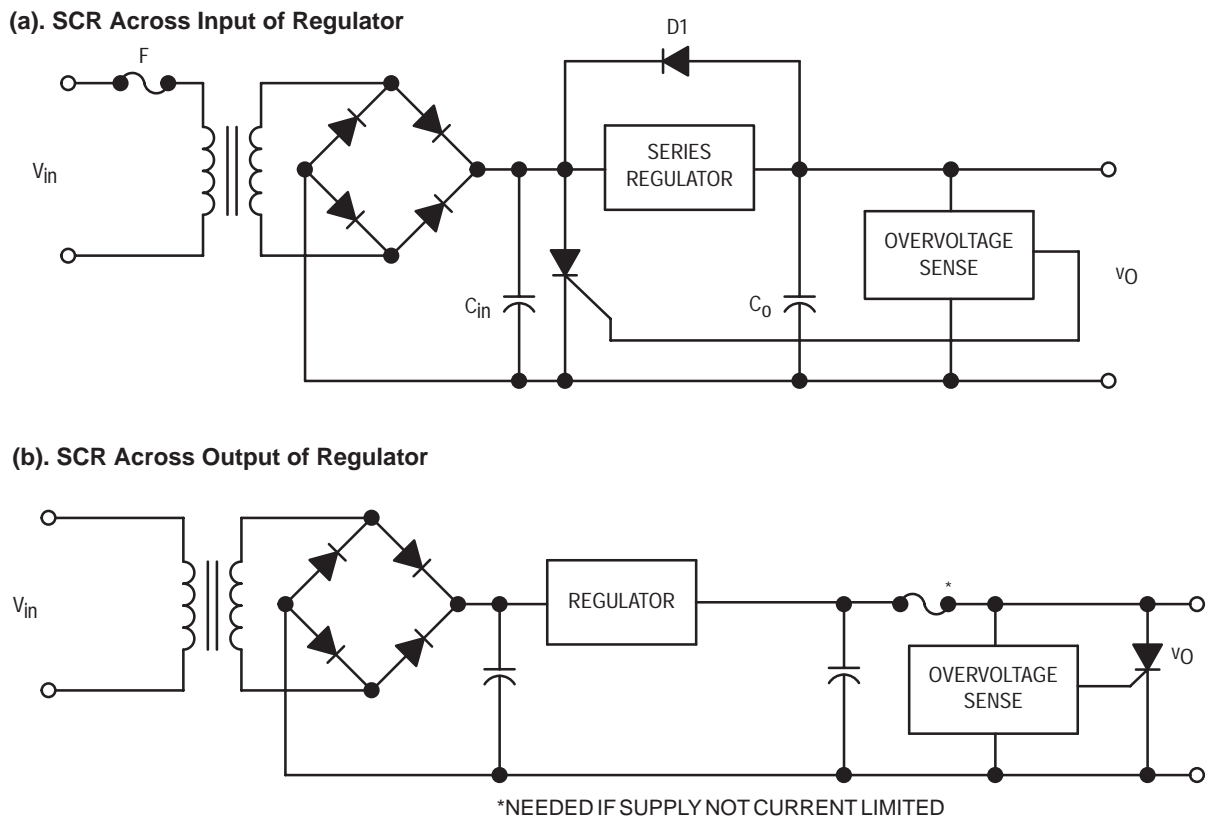 (a). SCR Across Input of Regulator
D1
F
SERIES
REGULATOR
Vin
OVERVOLTAGE
SENSE
vO
Cin
Co
(b). SCR Across Output of Regulator
*
REGULATOR
Vin
vO
OVERVOLTAGE
SENSE
*NEEDED IF SUPPLY NOT CURRENT LIMITED